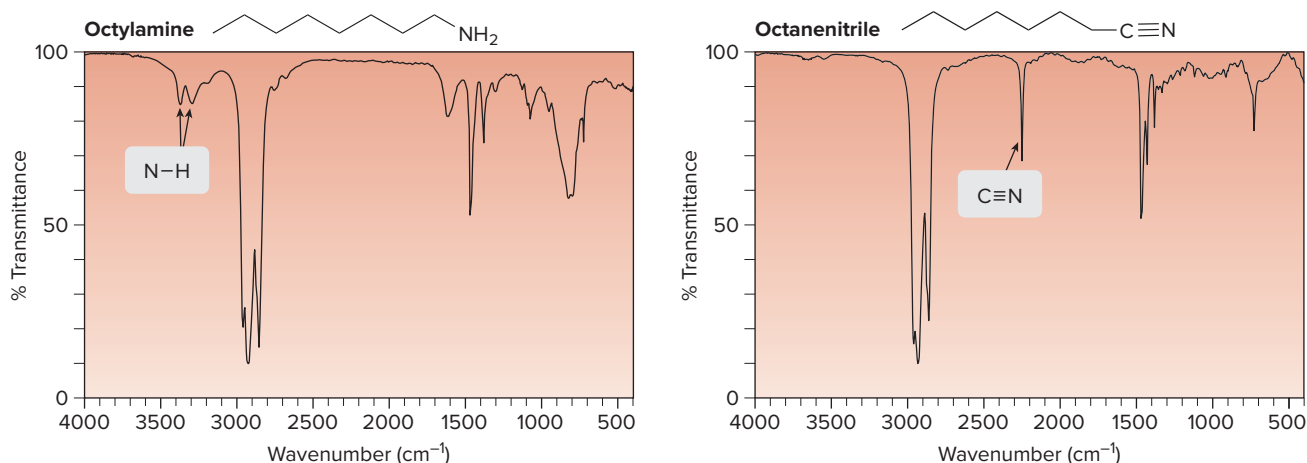 Octylamine
NH₂
100
50
0
% Transmittance
N−H
4000 3500 3000 2500 2000 1500 1000 500
Wavenumber (cm⁻¹)
Octanenitrile
C≡N
100
50
0
% Transmittance
C≡N
4000 3500 3000 2500 2000 1500 1000 500
Wavenumber (cm⁻¹)